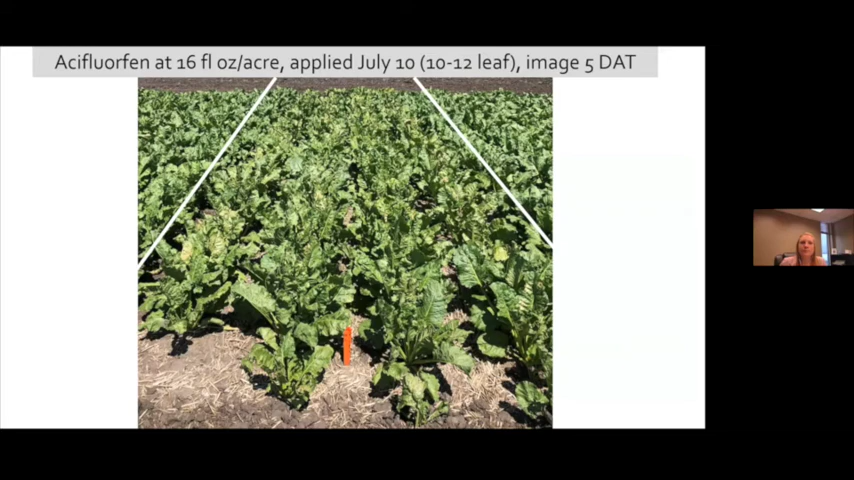 Acifluorfen at 16 fl oz/acre, applied July 10 (10-12 leaf), image 5 DAT